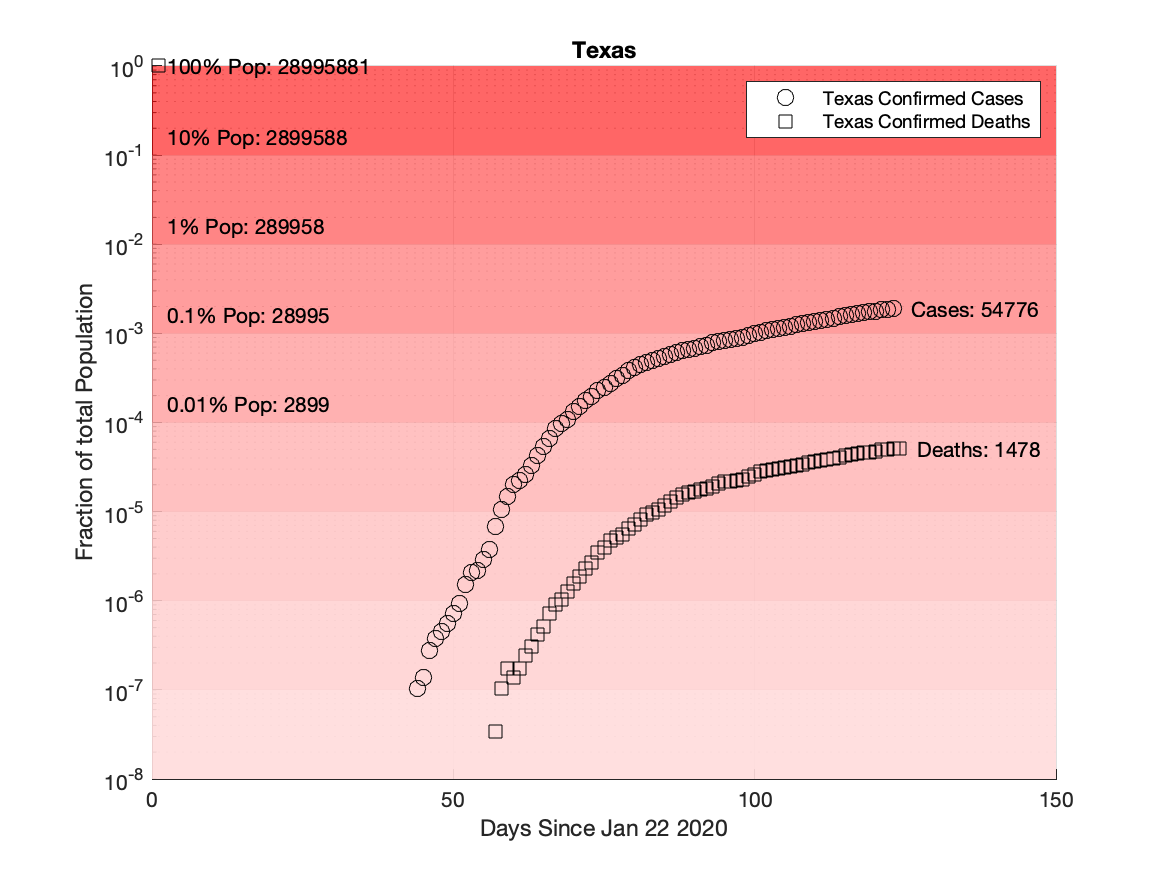 Texas
Texas Confirmed Cases
Texas Confirmed Deaths
10^0
100% Pop: 28995881
10% Pop: 2899588
10^-1
1% Pop: 289958
10^-2
0.1% Pop: 28995
Cases: 54776
10^-3
0.01% Pop: 2899
10^-4
Deaths: 1478
10^-5
10^-6
10^-7
10^-8
Fraction of total Population
0 50 100 150
Days Since Jan 22 2020